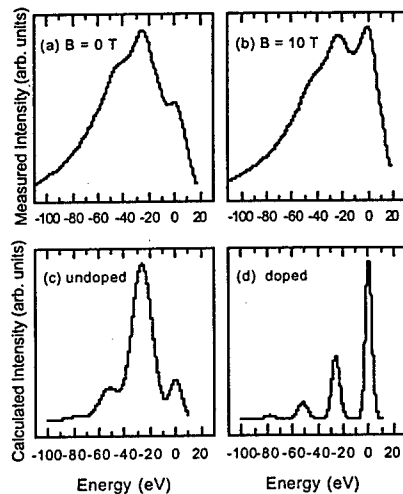 Measured Intensity (arb. units)
(a) B = 0 T
(b) B = 10 T
-100 -80 -60 -40 -20 0 20
-100 -80 -60 -40 -20 0 20
Calculated Intensity (arb. units)
(c) undoped
(d) doped
-100 -80 -60 -40 -20 0 20
-100 -80 -60 -40 -20 0 20
Energy (eV)
Energy (eV)